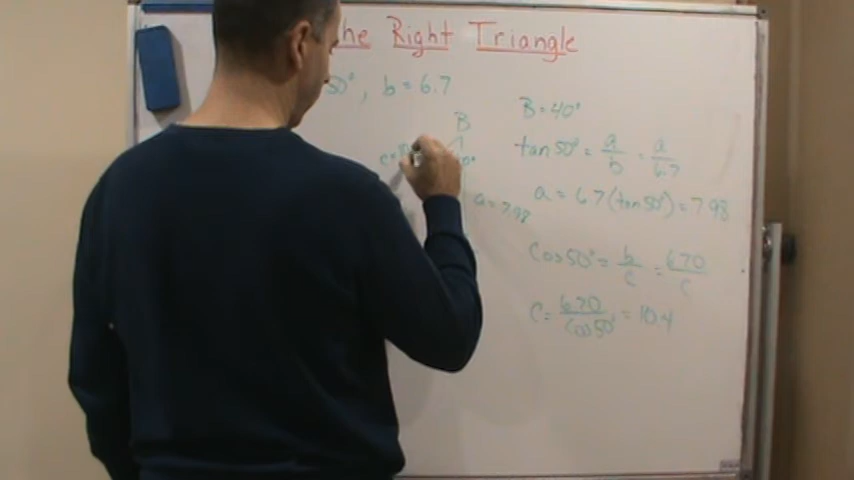 he Right Triangle
50°, b = 6.7
B = 40°
B
tan 50° = a/b = a/6.7
a = 7.98
a = 6.7(tan 50°) = 7.98
Cos 50° = b/c = 6.70/c
C = 6.70/Cos 50° = 10.4